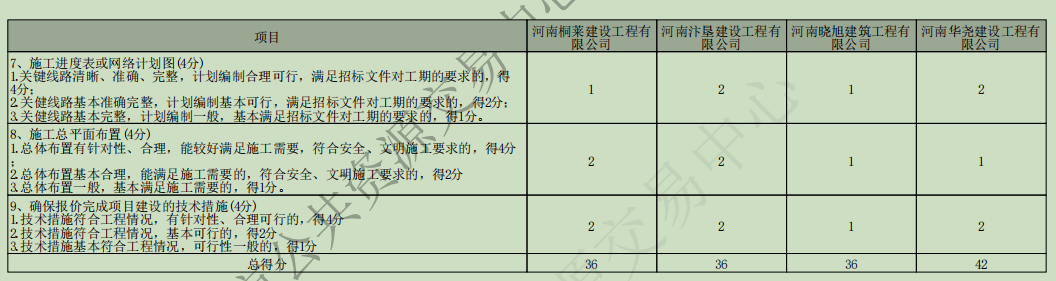 项目
河南桐莱建设工程有限公司
河南汴垦建设工程有限公司
河南晓旭建筑工程有限公司
河南华尧建设工程有限公司
7、施工进度表或网络计划图(4分)
1.关键线路清晰、准确、完整，计划编制合理可行，满足招标文件对工期的要求的，得
4分；
2.关健线路基本准确完整，计划编制基本可行，满足招标文件对工期的要求的，得2分；
3.关健线路基本完整，计划编制一般，基本满足招标文件对工期的要求的，得1分。
1
2
1
2
8、施工总平面布置(4分)
1.总体布置有针对性、合理，能较好满足施工需要，符合安全、文明施工要求的，得4分
；
2.总体布置基本合理，能满足施工需要的，符合安全、文明施工要求的，得2分
3.总体布置一般，基本满足施工需要的，得1分。
2
2
1
1
9、确保报价完成项目建设的技术措施(4分)
1.技术措施符合工程情况，有针对性、合理可行的，得4分
2.技术措施符合工程情况，基本可行的，得2分
3.技术措施基本符合工程情况，可行性一般的，得1分
2
2
1
2
总得分
36
36
36
42
公共资源交易中心
源交易中心